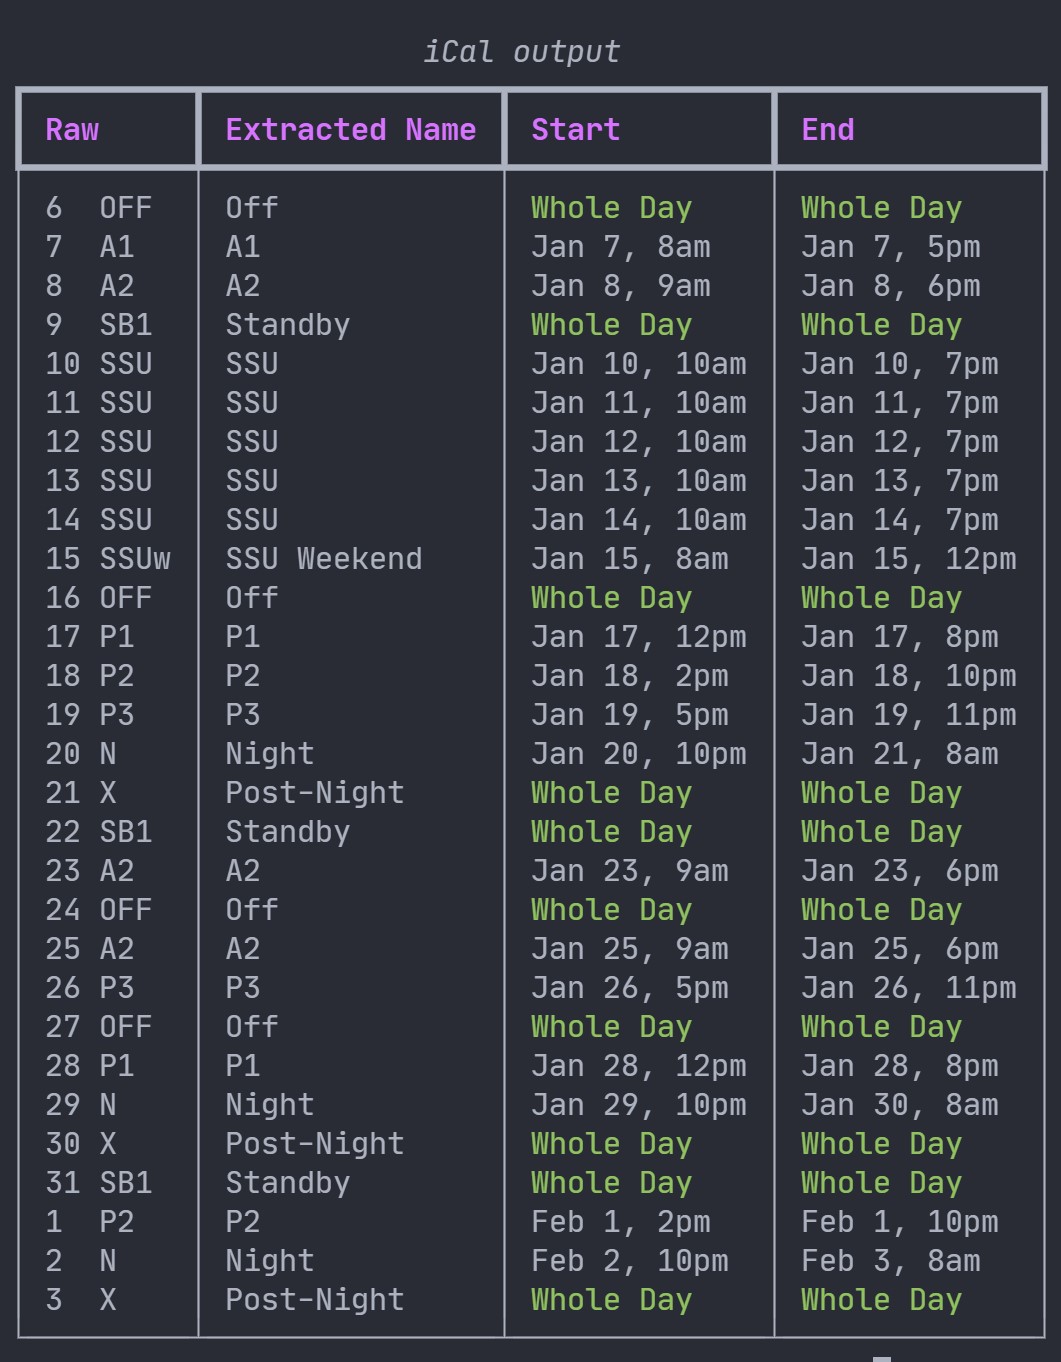 iCal output
Raw Extracted Name Start End
6 OFF Off Whole Day Whole Day
7 A1 A1 Jan 7, 8am Jan 7, 5pm
8 A2 A2 Jan 8, 9am Jan 8, 6pm
9 SB1 Standby Whole Day Whole Day
10 SSU SSU Jan 10, 10am Jan 10, 7pm
11 SSU SSU Jan 11, 10am Jan 11, 7pm
12 SSU SSU Jan 12, 10am Jan 12, 7pm
13 SSU SSU Jan 13, 10am Jan 13, 7pm
14 SSU SSU Jan 14, 10am Jan 14, 7pm
15 SSUw SSU Weekend Jan 15, 8am Jan 15, 12pm
16 OFF Off Whole Day Whole Day
17 P1 P1 Jan 17, 12pm Jan 17, 8pm
18 P2 P2 Jan 18, 2pm Jan 18, 10pm
19 P3 P3 Jan 19, 5pm Jan 19, 11pm
20 N Night Jan 20, 10pm Jan 21, 8am
21 X Post-Night Whole Day Whole Day
22 SB1 Standby Whole Day Whole Day
23 A2 A2 Jan 23, 9am Jan 23, 6pm
24 OFF Off Whole Day Whole Day
25 A2 A2 Jan 25, 9am Jan 25, 6pm
26 P3 P3 Jan 26, 5pm Jan 26, 11pm
27 OFF Off Whole Day Whole Day
28 P1 P1 Jan 28, 12pm Jan 28, 8pm
29 N Night Jan 29, 10pm Jan 30, 8am
30 X Post-Night Whole Day Whole Day
31 SB1 Standby Whole Day Whole Day
1 P2 P2 Feb 1, 2pm Feb 1, 10pm
2 N Night Feb 2, 10pm Feb 3, 8am
3 X Post-Night Whole Day Whole Day